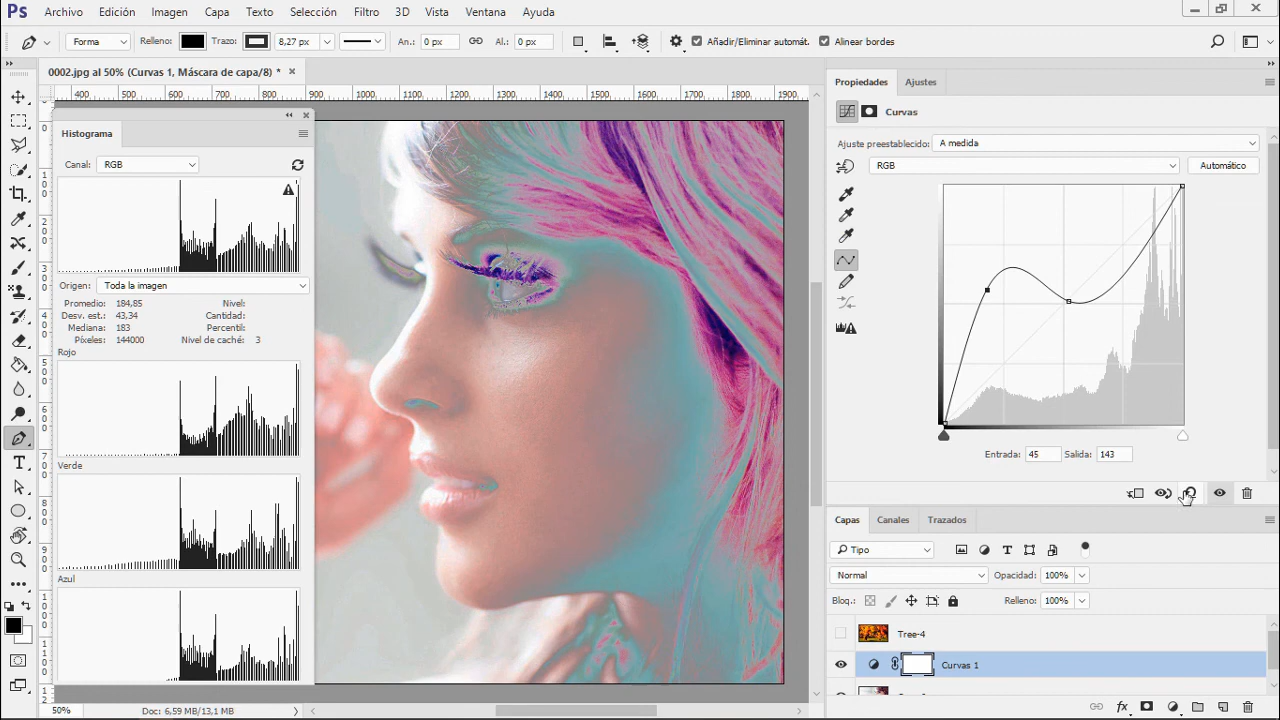 Ps Archivo Edición Imagen Capa Texto Selección Filtro 3D Vista Ventana Ayuda
Forma Relleno: Trazo: 8,27 px An.: 0 px Al.: 0 px Añadir/Eliminar automát. Alinear bordes
0002.jpg al 50% (Curvas 1, Máscara de capa/8) *
400 500 600 700 800 900 1000 1100 1200 1300 1400 1500 1600 1700 1800 1900
Histograma
Canal: RGB
Origen: Toda la imagen
Promedio: 184,85 Nivel:
Desv. est.: 43,34 Cantidad:
Mediana: 183 Percentil:
Píxeles: 144000 Nivel de caché: 3
Rojo
Verde
Azul
50% Doc: 6,59 MB/13,1 MB
Propiedades Ajustes
Curvas
Ajuste preestablecido: A medida
RGB Automático
Entrada: 45 Salida: 143
Capas Canales Trazados
Tipo
Normal Opacidad: 100%
Bloq.: Relleno: 100%
Tree-4
Curvas 1